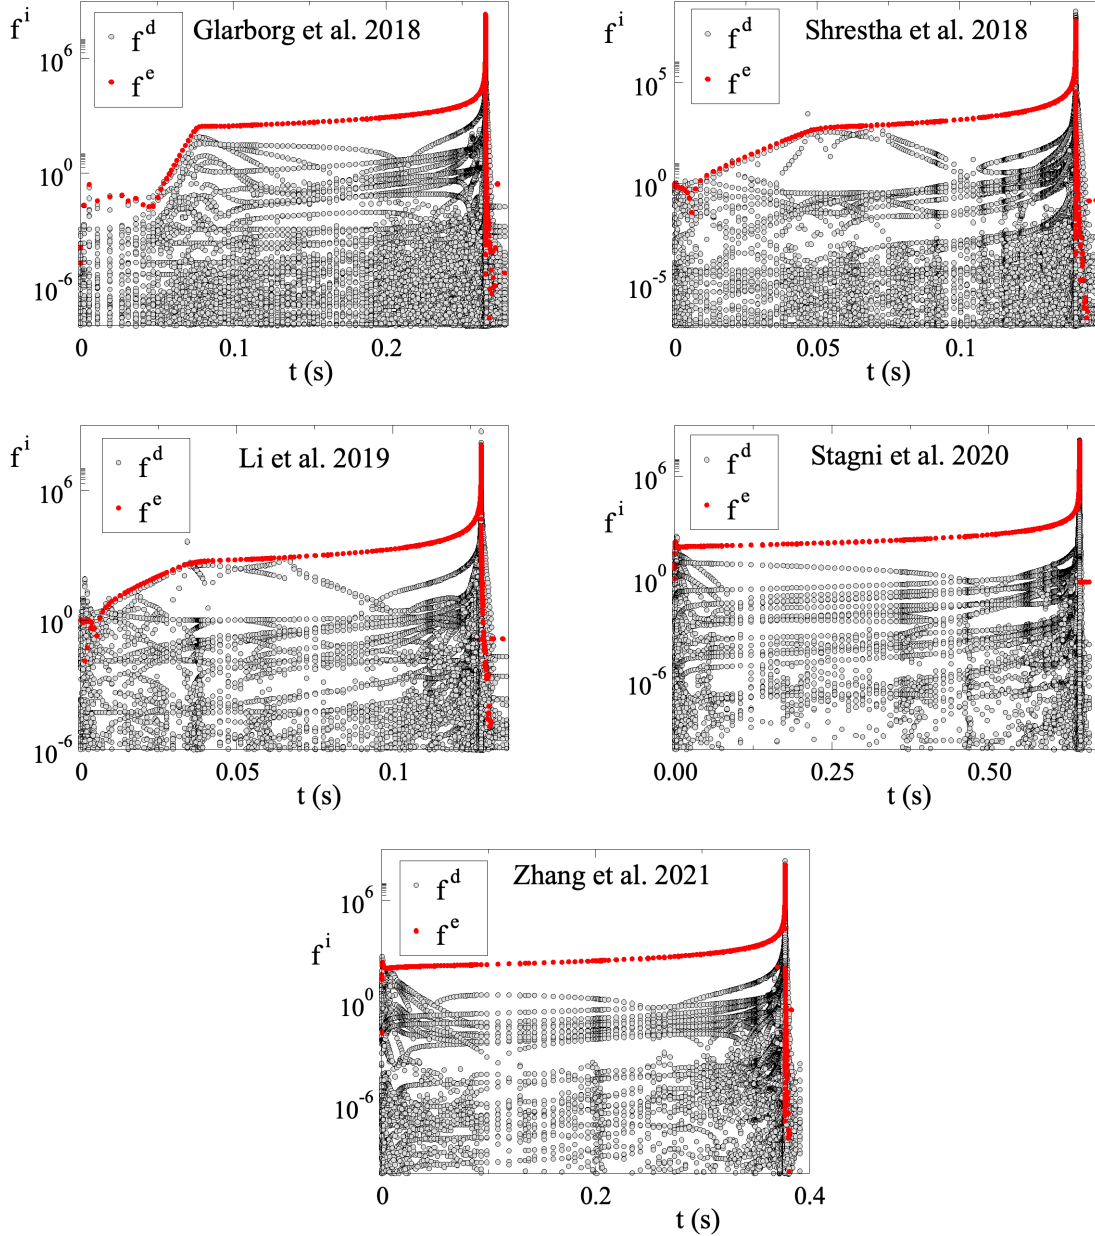 f^i
Glarborg et al. 2018
f^d
f^e
10^6
10^0
10^-6
0
0.1
0.2
t (s)
f^i
Shrestha et al. 2018
f^d
f^e
10^5
10^0
10^-5
0
0.05
0.1
t (s)
f^i
Li et al. 2019
f^d
f^e
10^6
10^0
10^-6
0
0.05
0.1
t (s)
f^i
Stagni et al. 2020
f^d
f^e
10^6
10^0
10^-6
0.00
0.25
0.50
t (s)
f^i
Zhang et al. 2021
f^d
f^e
10^6
10^0
10^-6
0
0.2
0.4
t (s)